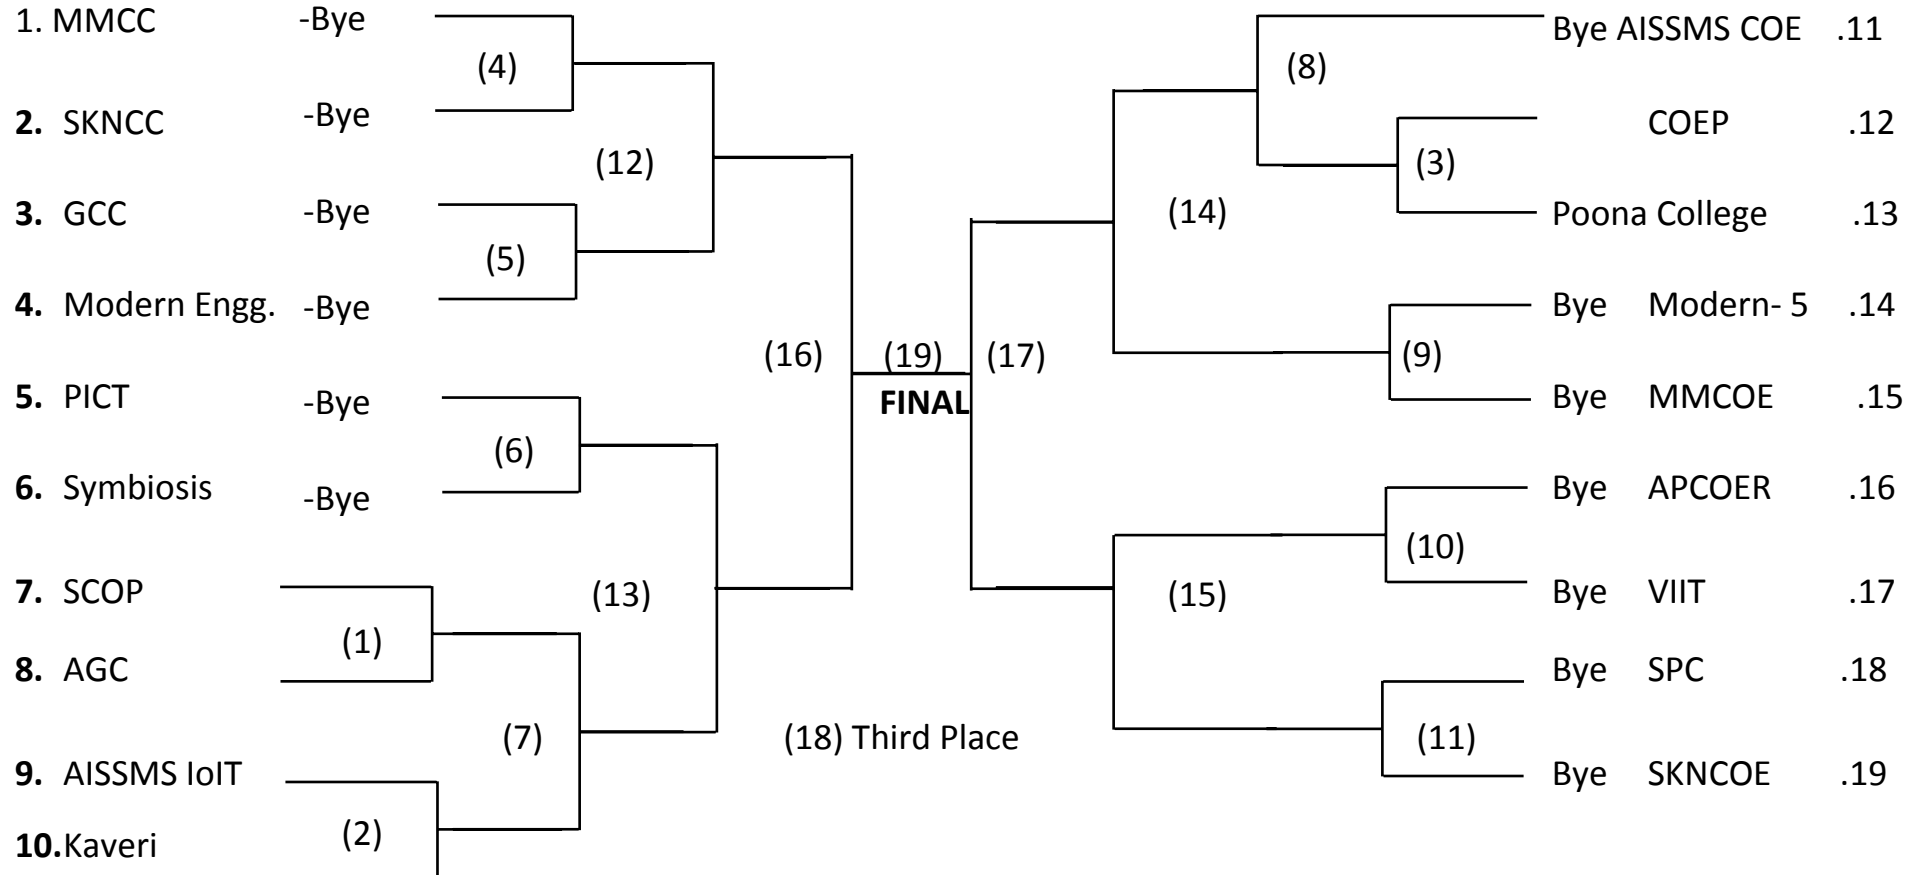 1. MMCC -Bye
(4)
2. SKNCC -Bye
(12)
3. GCC -Bye
(5)
4. Modern Engg. -Bye
(16)
5. PICT -Bye
(6)
6. Symbiosis -Bye
7. SCOP
(13)
(1)
8. AGC
(7)
9. AISSMS IoIT
(2)
10.Kaveri
(19)
FINAL
(18) Third Place
(17)
Bye AISSMS COE .11
(8)
COEP .12
(3)
(14)
Poona College .13
Bye Modern- 5 .14
(9)
Bye MMCOE .15
Bye APCOER .16
(10)
(15)
Bye VIIT .17
Bye SPC .18
(11)
Bye SKNCOE .19